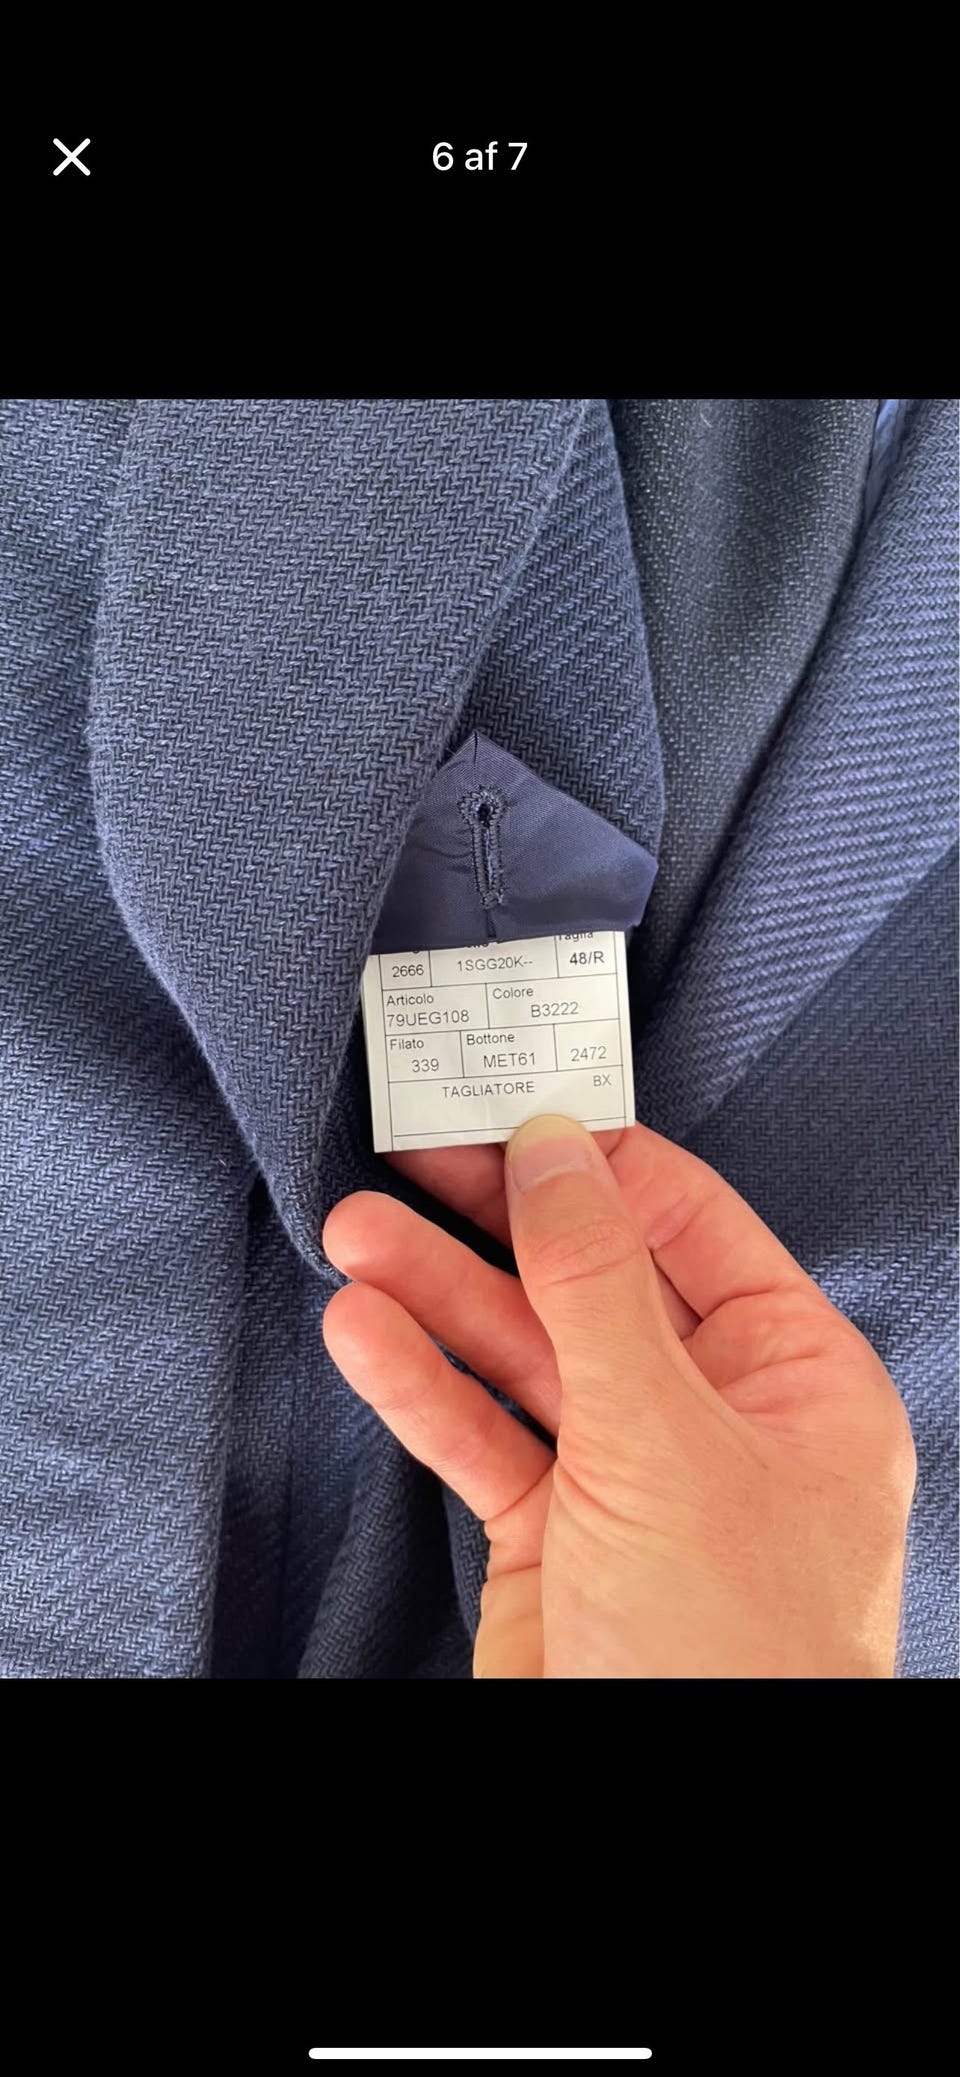 6 af 7
2666 1SGG20K-- 48/R
Articolo Colore
79UEG108 B3222
Filato Bottone
339 MET61 2472
TAGLIATORE BX